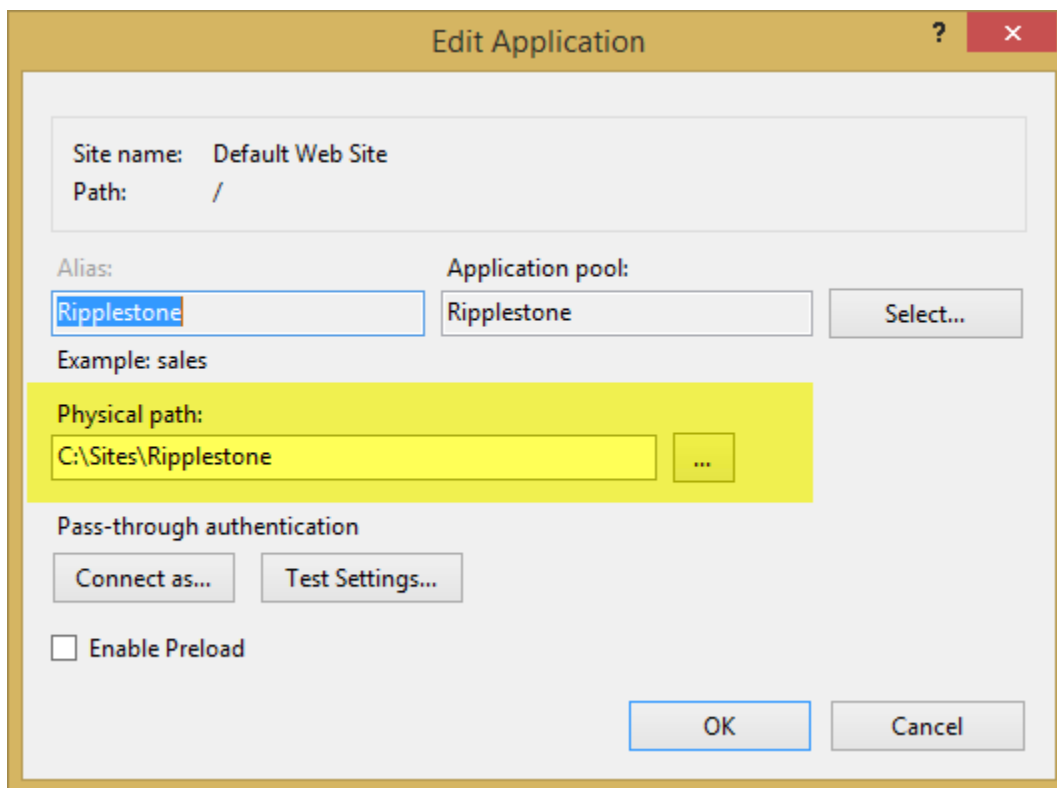 Edit Application
?
×
Site name: Default Web Site
Path: /
Alias:
Application pool:
Ripplestone
Ripplestone
Select...
Example: sales
Physical path:
C:\Sites\Ripplestone
...
Pass-through authentication
Connect as...
Test Settings...
Enable Preload
OK
Cancel